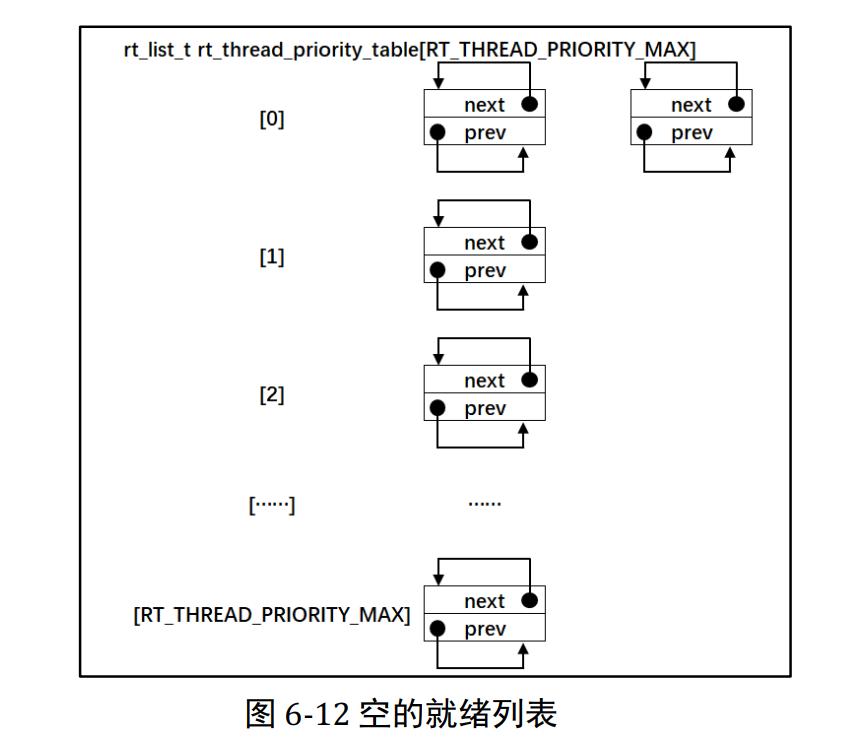 rt_list_t rt_thread_priority_table[RT_THREAD_PRIORITY_MAX]
[0] next next
prev prev
[1] next
prev
[2] next
prev
[……] ……
[RT_THREAD_PRIORITY_MAX] next
prev
图 6-12 空的就绪列表